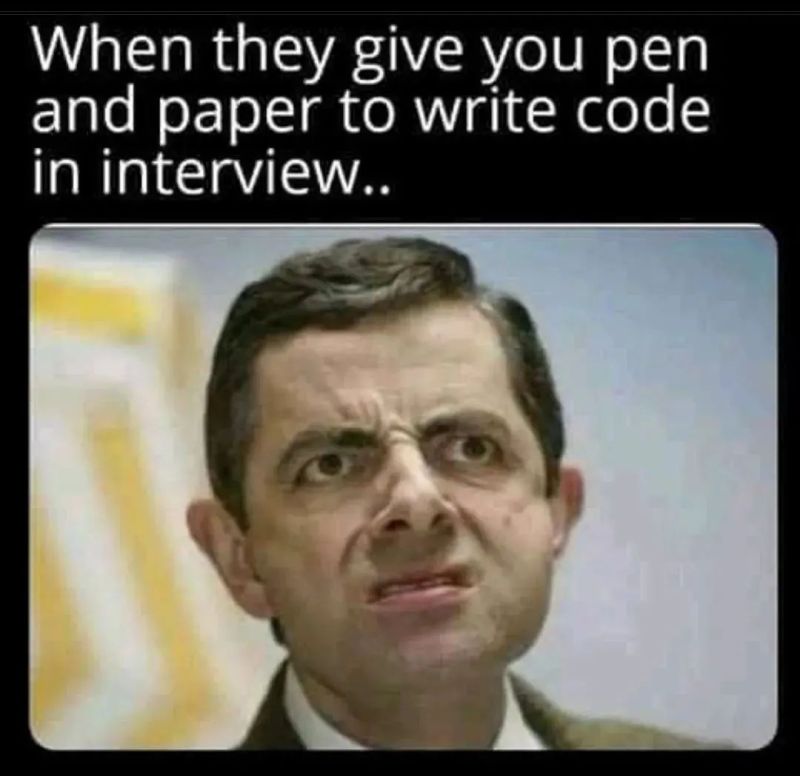 When they give you pen
and paper to write code
in interview..